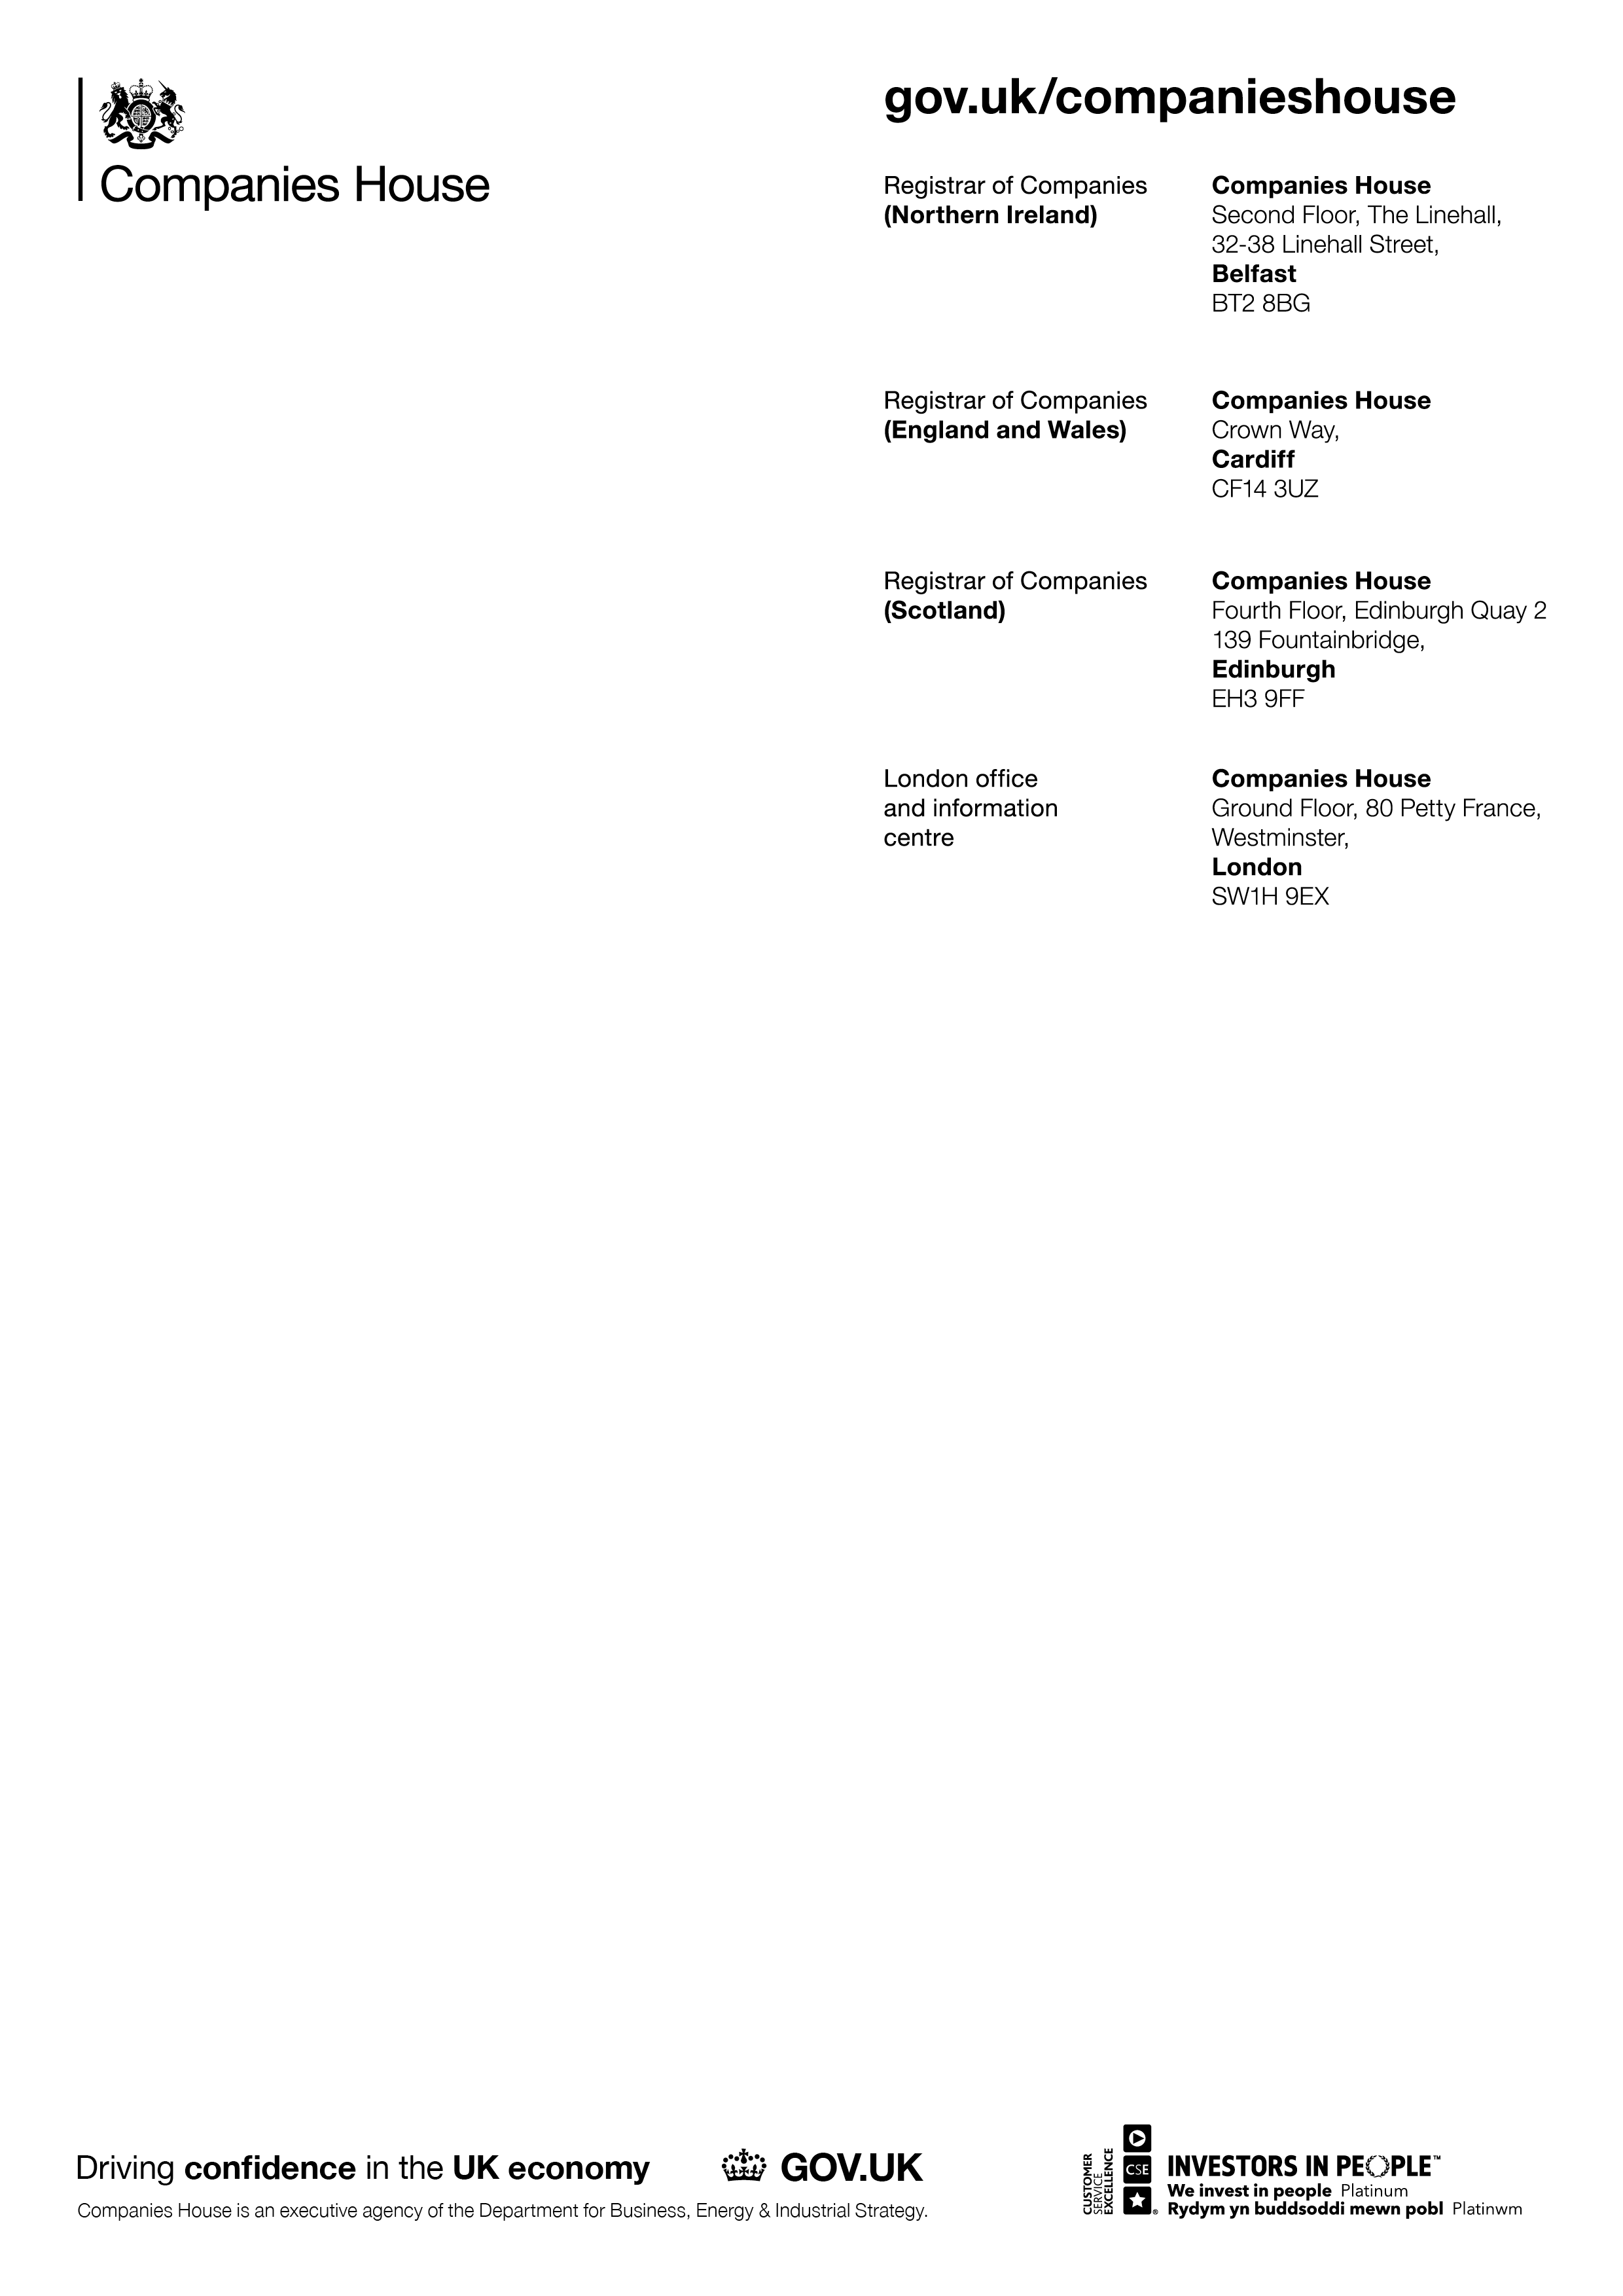 Companies House
gov.uk/companieshouse
Registrar of Companies
(Northern Ireland)
Companies House
Second Floor, The Linehall,
32-38 Linehall Street,
Belfast
BT2 8BG
Registrar of Companies
(England and Wales)
Companies House
Crown Way,
Cardiff
CF14 3UZ
Registrar of Companies
(Scotland)
Companies House
Fourth Floor, Edinburgh Quay 2
139 Fountainbridge,
Edinburgh
EH3 9FF
London office
and information
centre
Companies House
Ground Floor, 80 Petty France,
Westminster,
London
SW1H 9EX
Driving confidence in the UK economy
GOV.UK
Companies House is an executive agency of the Department for Business, Energy & Industrial Strategy.
CUSTOMER
SERVICE
EXCELLENCE
CSE
®
INVESTORS IN PEOPLE™
We invest in people Platinum
Rydym yn buddsoddi mewn pobl Platinwm